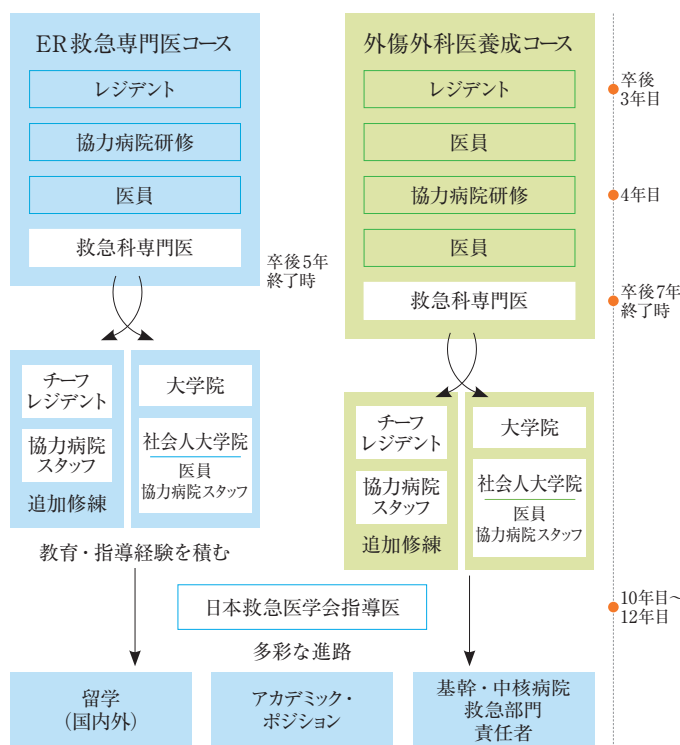 ER救急専門医コース
レジデント
協力病院研修
医員
救急科専門医
卒後5年
終了時
外傷外科医養成コース
レジデント
医員
協力病院研修
医員
救急科専門医
卒後
3年目
4年目
卒後7年
終了時
チーフ
レジデント
協力病院
スタッフ
追加修練
大学院
社会人大学院
医員
協力病院スタッフ
チーフ
レジデント
協力病院
スタッフ
追加修練
大学院
社会人大学院
医員
協力病院スタッフ
教育・指導経験を積む
日本救急医学会指導医
10年目~
12年目
多彩な進路
留学
(国内外)
アカデミック・
ポジション
基幹・中核病院
救急部門
責任者